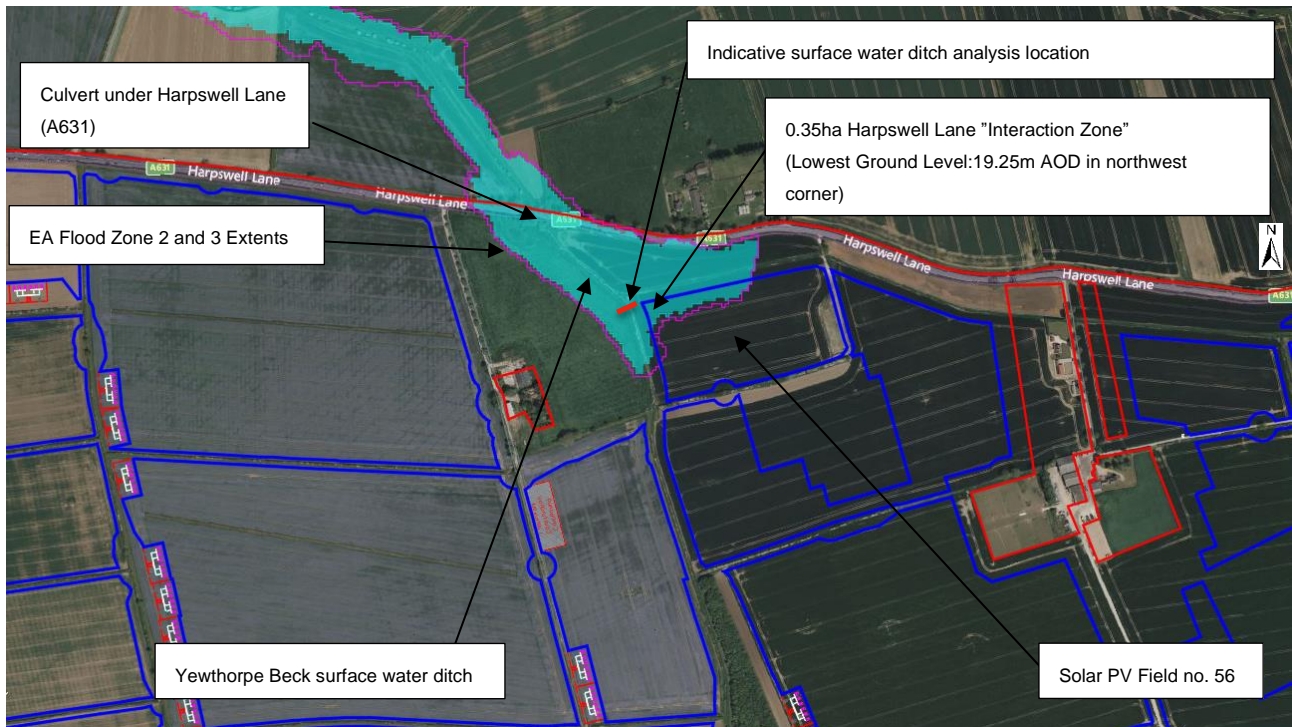 Indicative surface water ditch analysis location
Culvert under Harpswell Lane
(A631)
0.35ha Harpswell Lane ”Interaction Zone”
(Lowest Ground Level:19.25m AOD in northwest
corner)
A631
Harpswell Lane
Harpswell Lane
A631
A631
Harpswell Lane
Harpswell Lane
A631
N
EA Flood Zone 2 and 3 Extents
Yewthorpe Beck surface water ditch
Solar PV Field no. 56